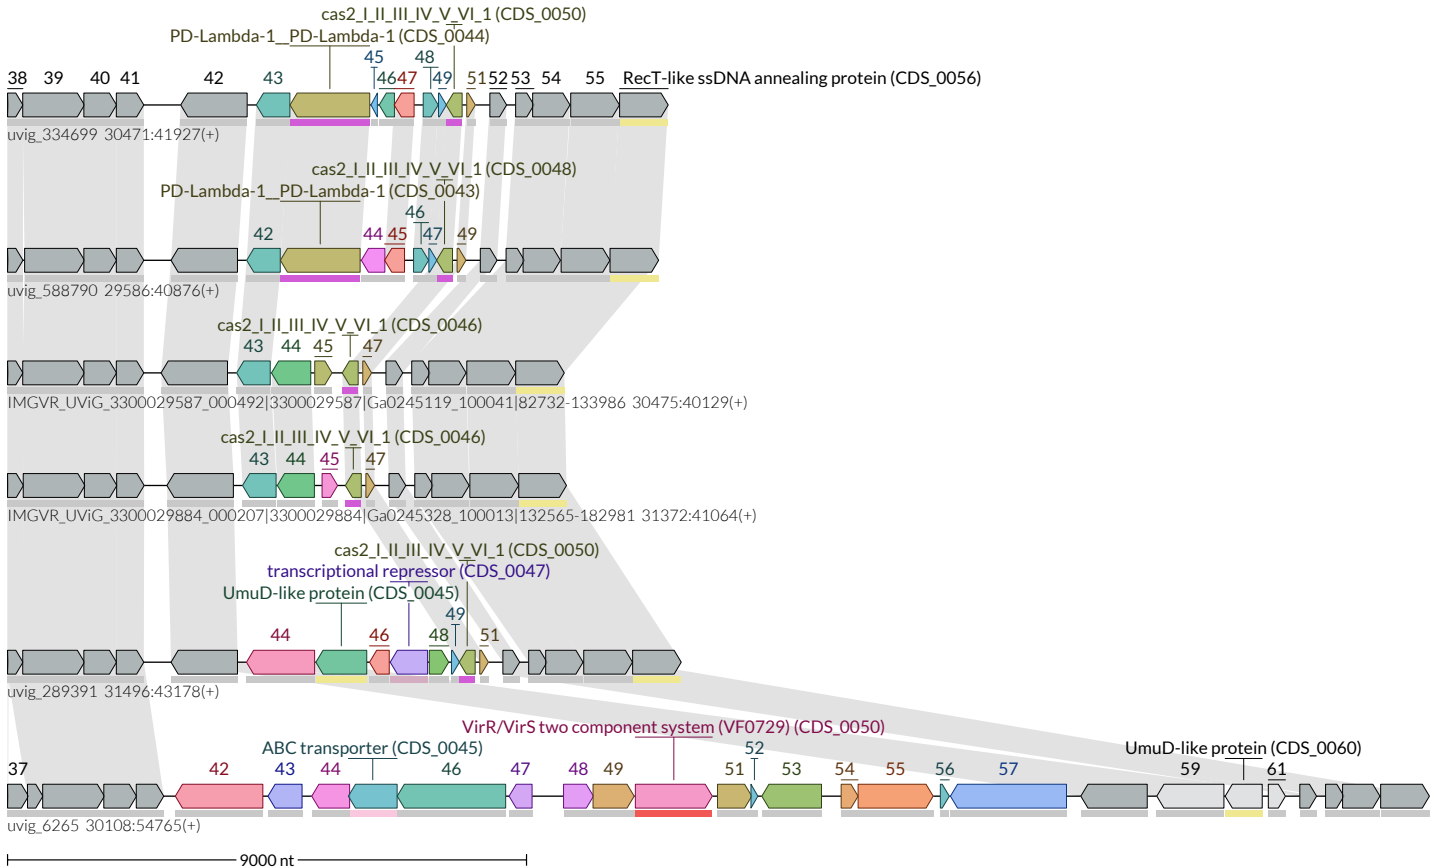 cas2_I_II_III_IV_V_VI_1 (CDS_0050)
PD-Lambda-1__PD-Lambda-1 (CDS_0044)
45 48
38 39 40 41 42 43 46 47 49 51 52 53 54 55 RecT-like ssDNA annealing protein (CDS_0056)
uvig_334699 30471:41927(+)
cas2_I_II_III_IV_V_VI_1 (CDS_0048)
PD-Lambda-1__PD-Lambda-1 (CDS_0043)
46
42 44 45 47 49
uvig_588790 29586:40876(+)
cas2_I_II_III_IV_V_VI_1 (CDS_0046)
43 44 45 47
IMGVR_UViG_3300029587_000492|3300029587|Ga0245119_100041|82732-133986 30475:40129(+)
cas2_I_II_III_IV_V_VI_1 (CDS_0046)
43 44 45 47
IMGVR_UViG_3300029884_000207|3300029884|Ga0245328_100013|132565-182981 31372:41064(+)
cas2_I_II_III_IV_V_VI_1 (CDS_0050)
transcriptional repressor (CDS_0047)
UmuD-like protein (CDS_0045)
49
44 46 48 51
uvig_289391 31496:43178(+)
VirR/VirS two component system (VF0729) (CDS_0050)
ABC transporter (CDS_0045) 52 UmuD-like protein (CDS_0060)
37 42 43 44 46 47 48 49 51 53 54 55 56 57 59 61
uvig_6265 30108:54765(+)
9000 nt